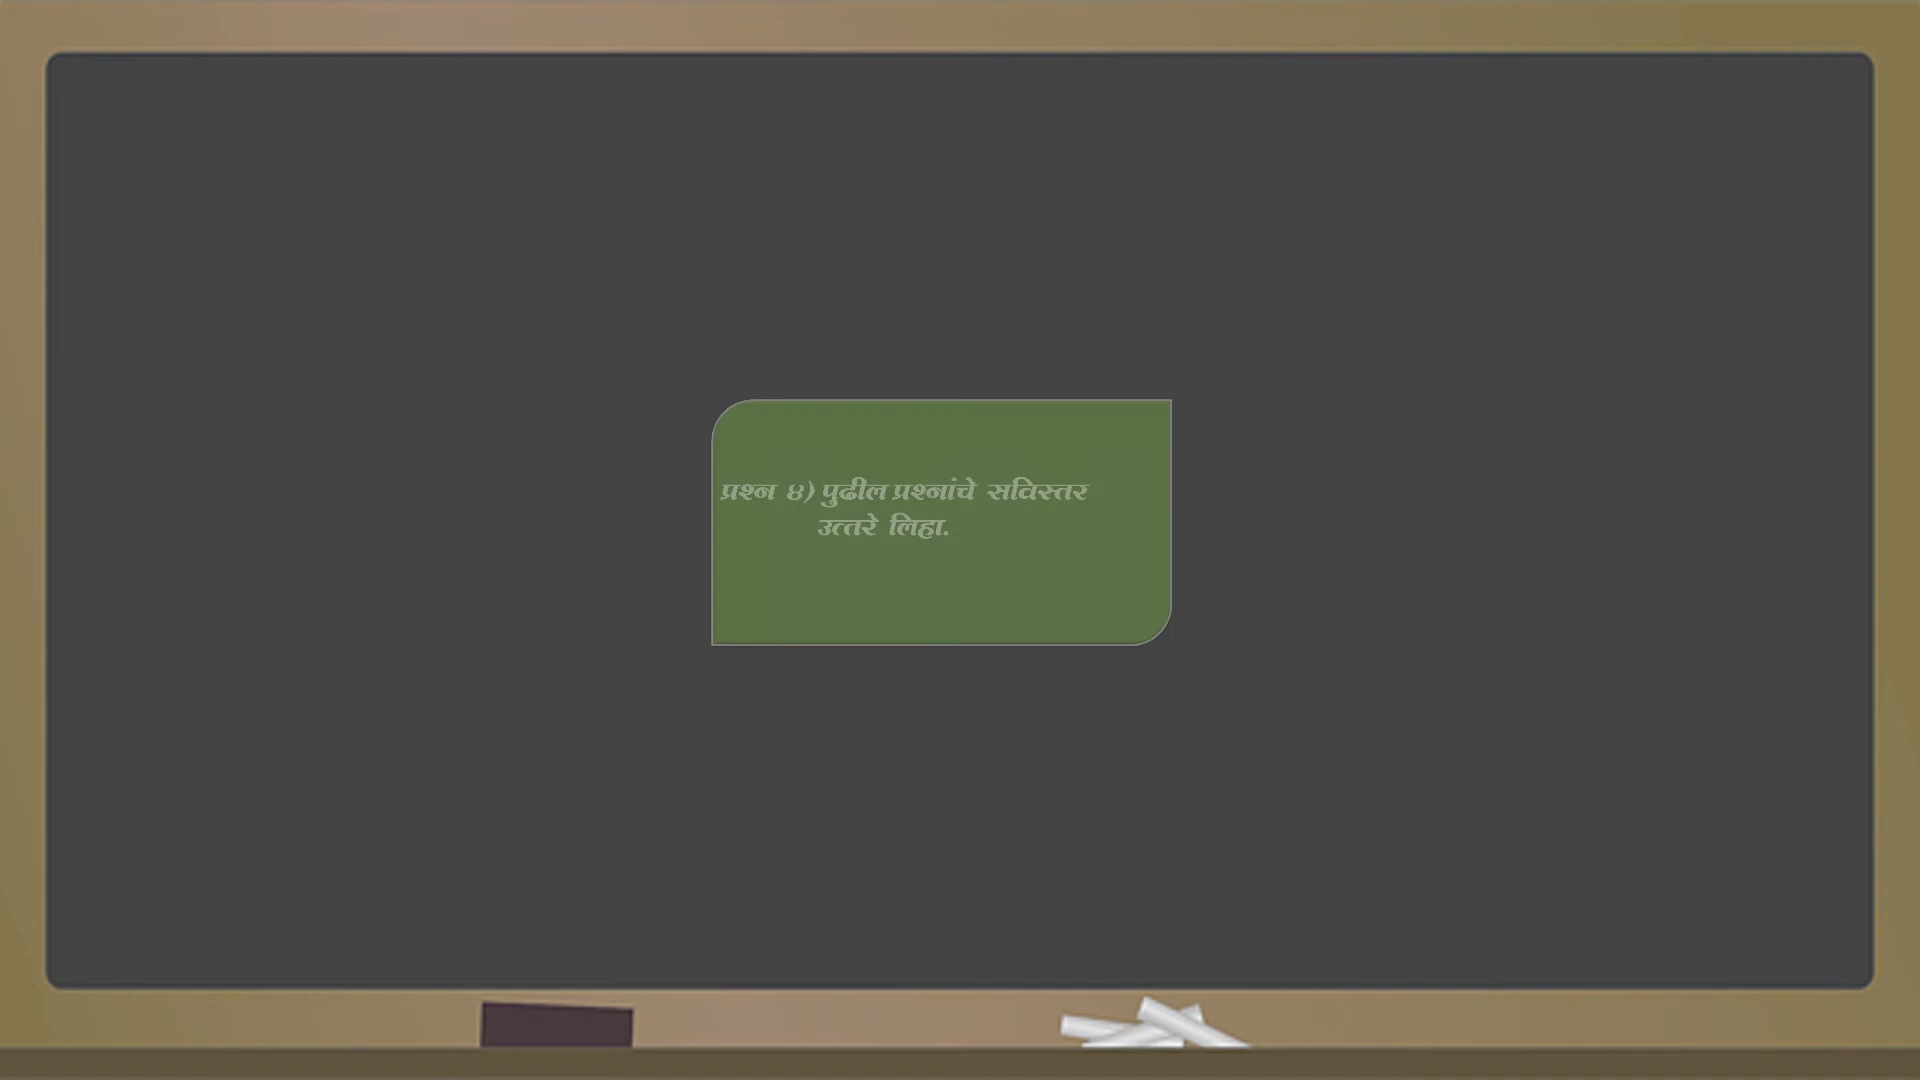 प्रश्न ४) पुढील प्रश्नांचे सविस्तर
उत्तरे लिहा.